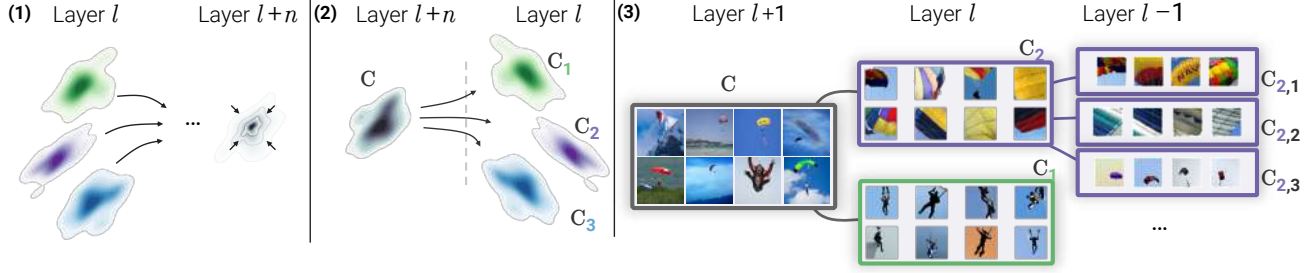 (1) Layer l Layer l+n
...
(2) Layer l+n Layer l
C
C1
C2
C3
(3) Layer l+1 Layer l Layer l−1
C
C2
C1
C2,1
NAV
C2,2
C2,3
...